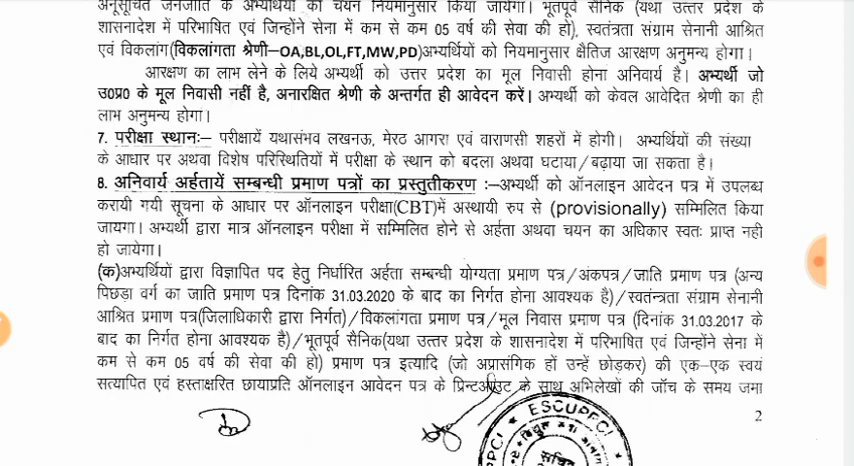 अनुसूचित जनजाति के अभ्यर्थियों का चयन नियमानुसार किया जायेगा। भूतपूर्व सैनिक (यथा उत्तर प्रदेश के
शासनादेश में परिभाषित एवं जिन्होंने सेना में कम से कम 05 वर्ष की सेवा की हो), स्वतंत्रता संग्राम सेनानी आश्रित
एवं विकलांग(विकलांगता श्रेणी–OA,BL,OL,FT,MW,PD)अभ्यर्थियों को नियमानुसार क्षैतिज आरक्षण अनुमन्य होगा।
आरक्षण का लाभ लेने के लिये अभ्यर्थी को उत्तर प्रदेश का मूल निवासी होना अनिवार्य है। अभ्यर्थी जो
उ0प्र0 के मूल निवासी नहीं है, अनारक्षित श्रेणी के अन्तर्गत ही आवेदन करें। अभ्यर्थी को केवल आवेदित श्रेणी का ही
लाभ अनुमन्य होगा।
7. परीक्षा स्थानः– परीक्षायें यथासंभव लखनऊ, मेरठ आगरा एवं वाराणसी शहरों में होगी। अभ्यर्थियों की संख्या
के आधार पर अथवा विशेष परिस्थितियों में परीक्षा के स्थान को बदला अथवा घटाया/बढ़ाया जा सकता है।
8. अनिवार्य अर्हतायें सम्बन्धी प्रमाण पत्रों का प्रस्तुतीकरण :–अभ्यर्थी को ऑनलाइन आवेदन पत्र में उपलब्ध
करायी गयी सूचना के आधार पर ऑनलाइन परीक्षा(CBT)में अस्थायी रुप से (provisionally) सम्मिलित किया
जायगा। अभ्यर्थी द्वारा मात्र ऑनलाइन परीक्षा में सम्मिलित होने से अर्हता अथवा चयन का अधिकार स्वतः प्राप्त नही
हो जायेगा।
(क)अभ्यर्थियों द्वारा विज्ञापित पद हेतु निर्धारित अर्हता सम्बन्धी योग्यता प्रमाण पत्र/अंकपत्र/जाति प्रमाण पत्र (अन्य
पिछड़ा वर्ग का जाति प्रमाण पत्र दिनांक 31.03.2020 के बाद का निर्गत होना आवश्यक है)/स्वतंन्त्रता संग्राम सेनानी
आश्रित प्रमाण पत्र(जिलाधिकारी द्वारा निर्गत)/विकलांगता प्रमाण पत्र/मूल निवास प्रमाण पत्र (दिनांक 31.03.2017 के
बाद का निर्गत होना आवश्यक है)/भूतपूर्व सैनिक(यथा उत्तर प्रदेश के शासनादेश में परिभाषित एवं जिन्होंने सेना में
कम से कम 05 वर्ष की सेवा की हो) प्रमाण पत्र इत्यादि (जो अप्रासंगिक हों उन्हें छोड़कर) की एक–एक स्वयं
सत्यापित एवं हस्ताक्षरित छायाप्रति ऑनलाइन आवेदन पत्र के प्रिन्टआउट के साथ अभिलेखों की जॉच के समय जमा
2
ESCUPPCL